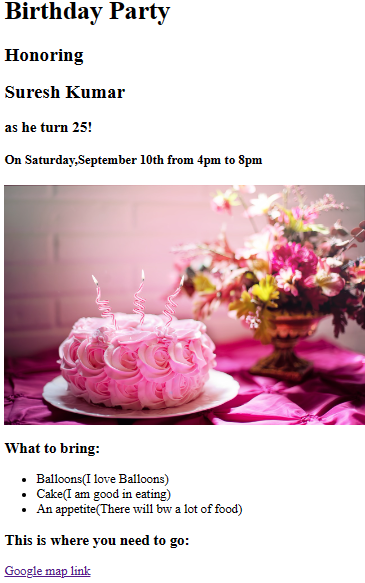 Birthday Party
Honoring
Suresh Kumar
as he turn 25!
On Saturday,September 10th from 4pm to 8pm
What to bring:
Balloons(I love Balloons)
Cake(I am good in eating)
An appetite(There will bw a lot of food)
This is where you need to go:
Google map link